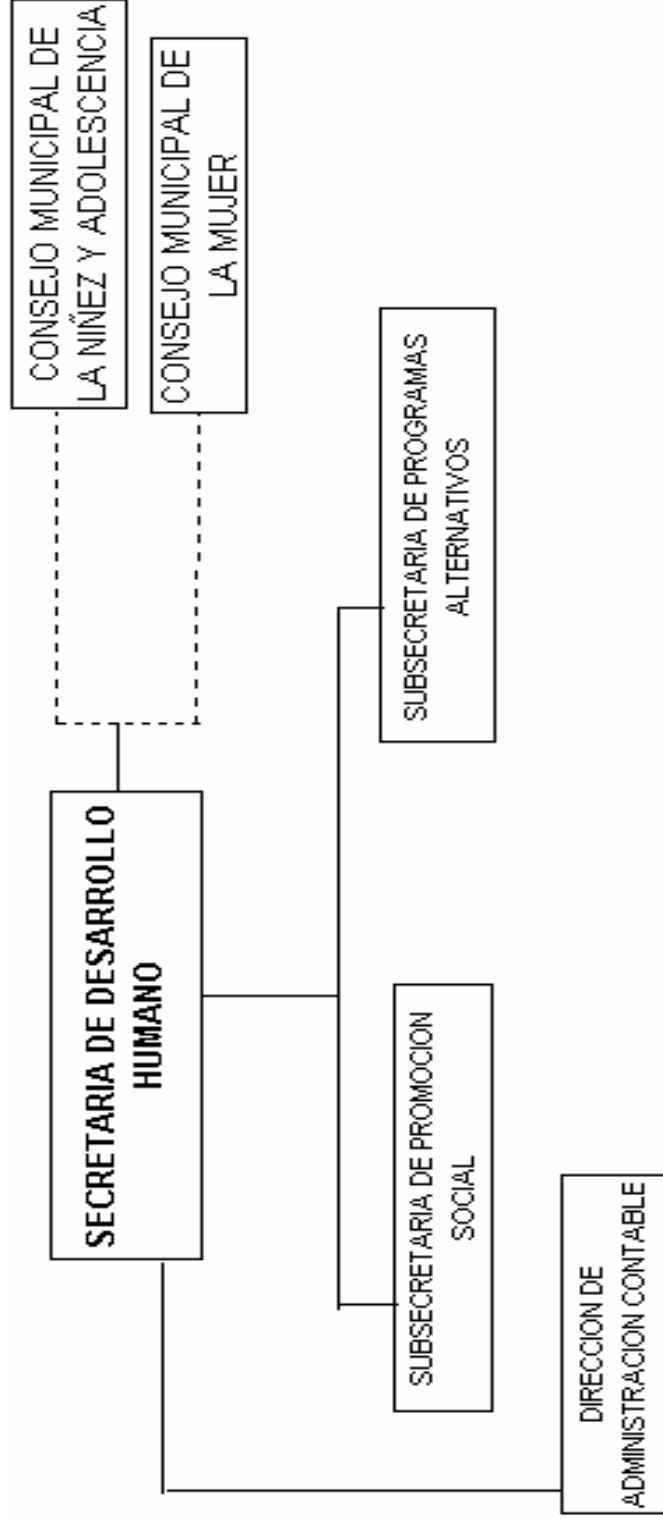 CONSEJO MUNICIPAL DE
LA NIÑEZ Y ADOLESCENCIA
CONSEJO MUNICIPAL DE
LA MUJER
SECRETARIA DE DESARROLLO
HUMANO
SUBSECRETARIA DE PROMOCION
SOCIAL
SUBSECRETARIA DE PROGRAMAS
ALTERNATIVOS
DIRECCION DE
ADMINISTRACION CONTABLE